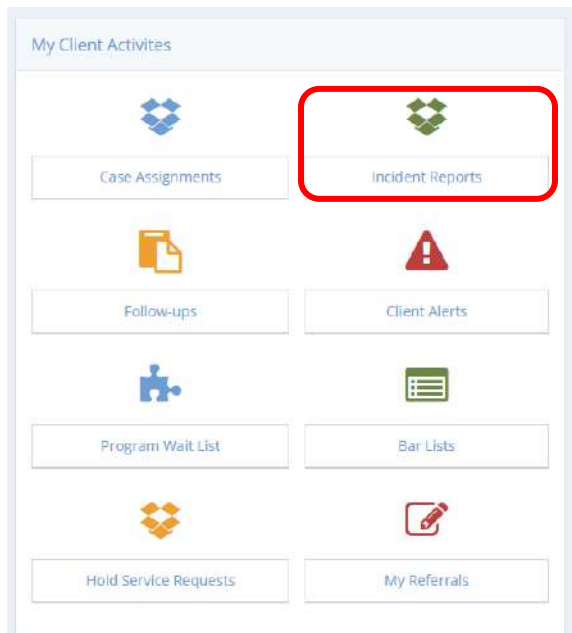 My Client Activites
Case Assignments
Incident Reports
Follow-ups
Client Alerts
Program Wait List
Bar Lists
Hold Service Requests
My Referrals